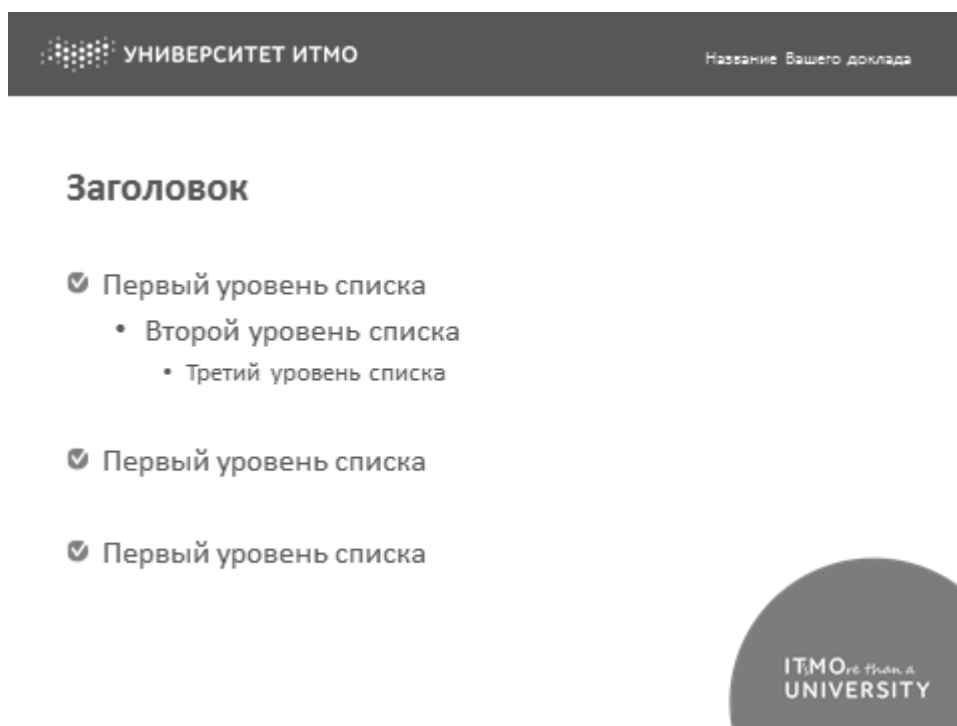 УНИВЕРСИТЕТ ИТМО
Название Вашего доклада
Заголовок
Первый уровень списка
• Второй уровень списка
• Третий уровень списка
Первый уровень списка
Первый уровень списка
ITsMOre than a
UNIVERSITY